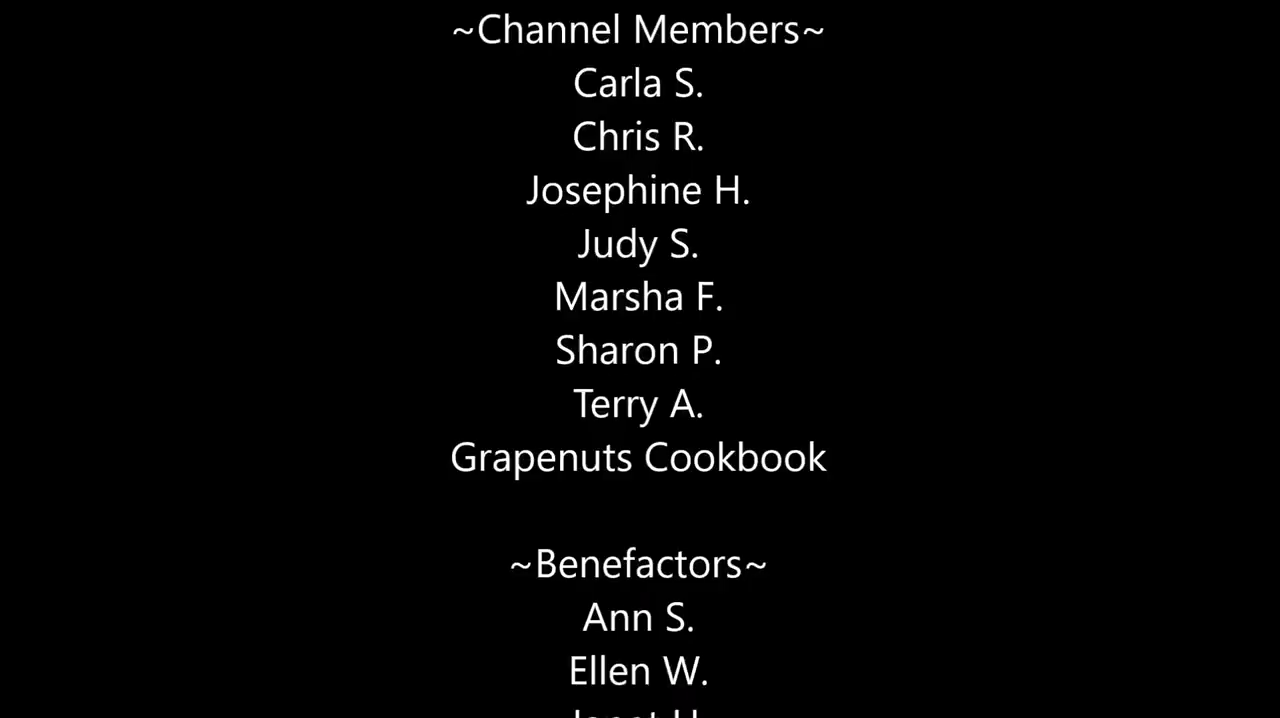 ~Channel Members~
Carla S.
Chris R.
Josephine H.
Judy S.
Marsha F.
Sharon P.
Terry A.
Grapenuts Cookbook
~Benefactors~
Ann S.
Ellen W.